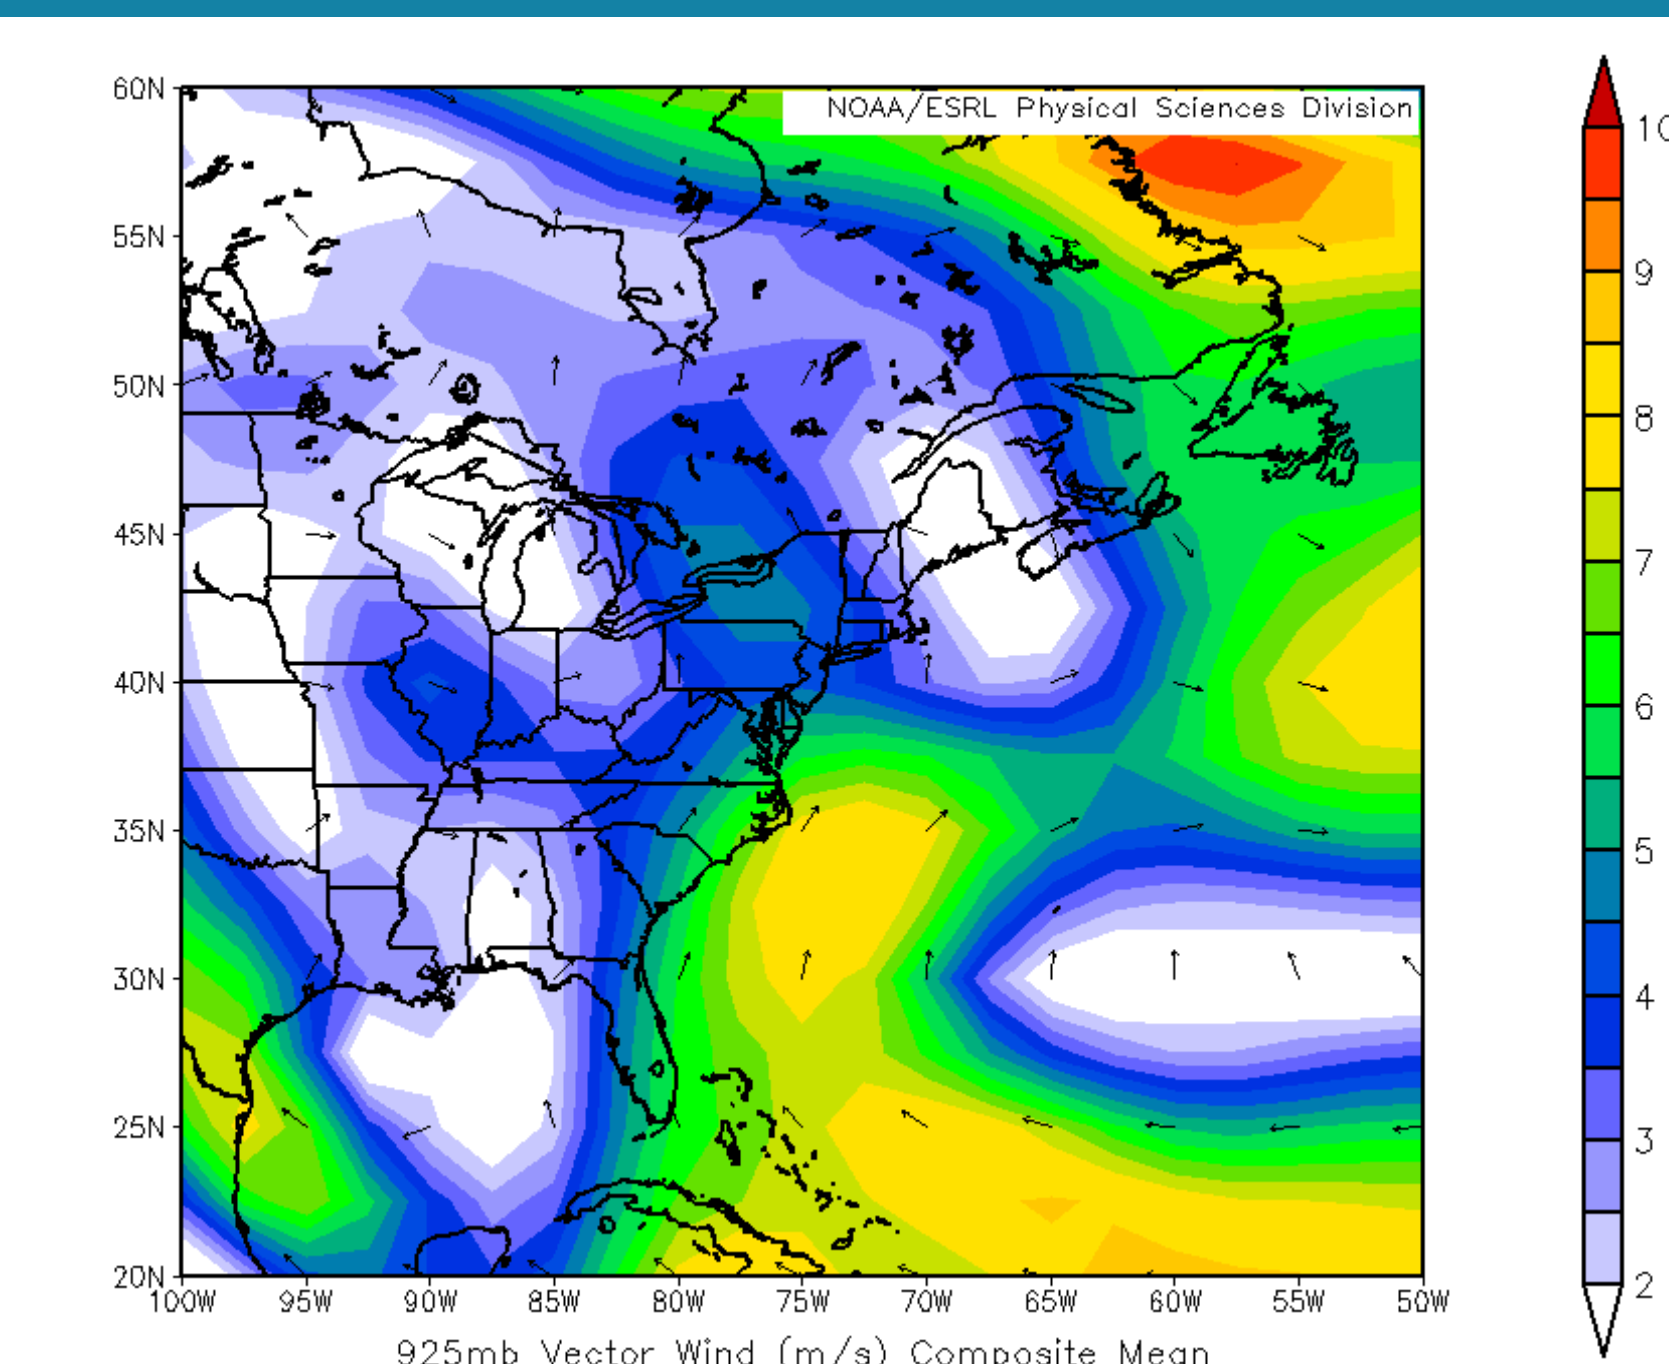 NOAA/ESRL Physical Sciences Division
60N
55N
50N
45N
40N
35N
30N
25N
20N
100W 95W 90W 85W 80W 75W 70W 65W 60W 55W 50W
925mb Vector Wind (m/s) Composite Mean
10
9
8
7
6
5
4
3
2